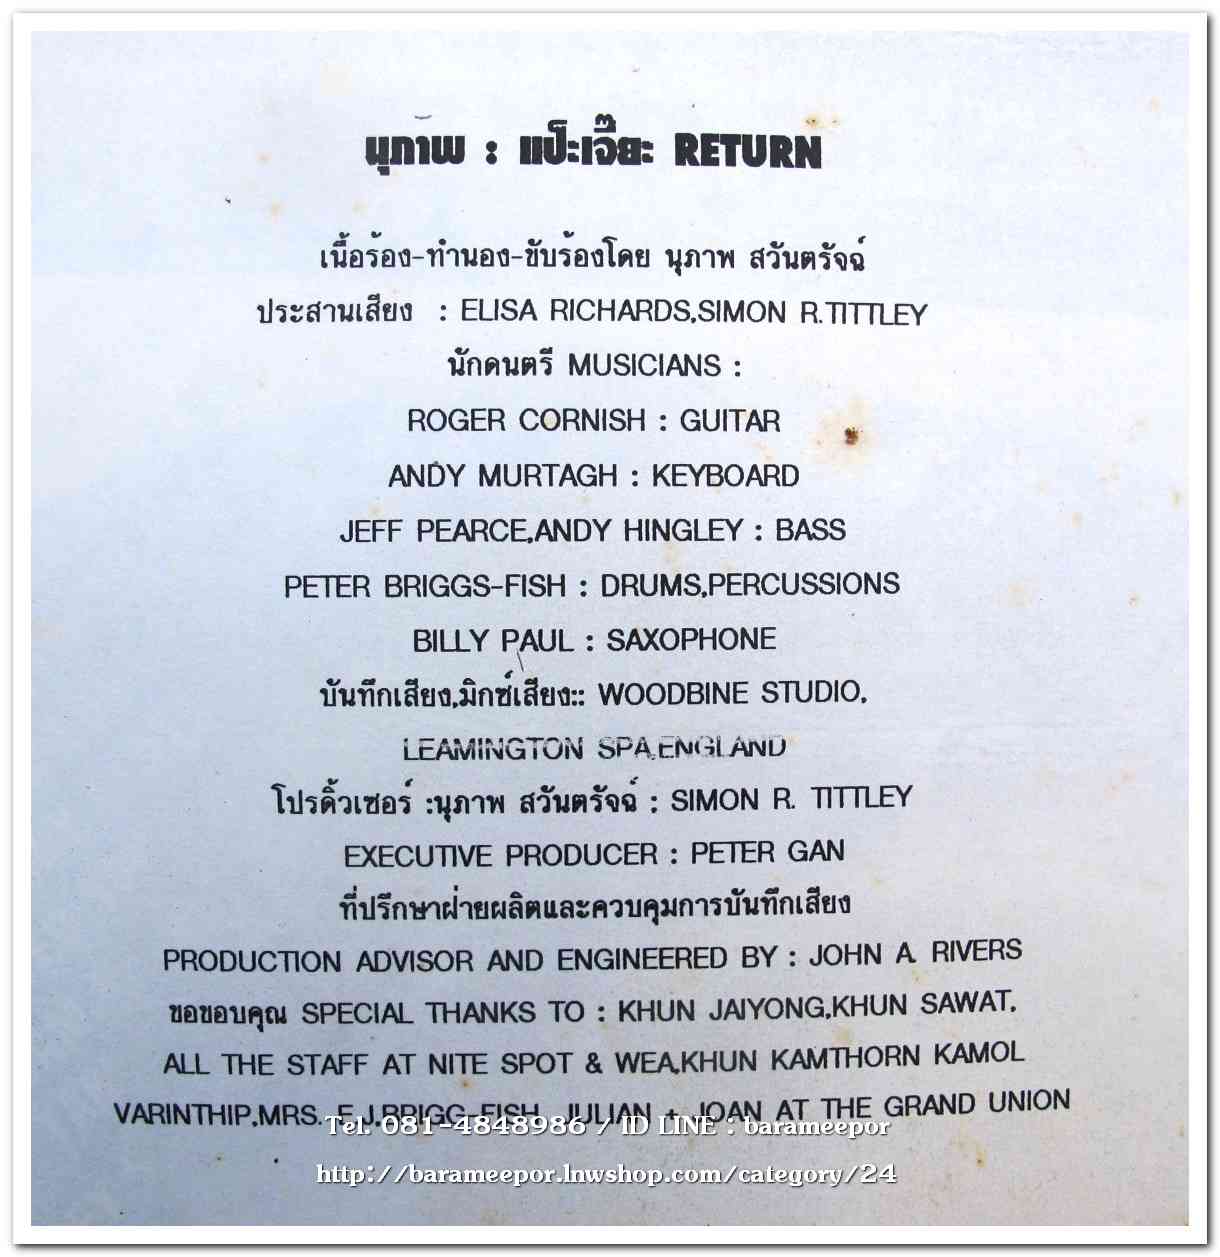 นุภาพ : แป๊ะเจี๊ยะ RETURN
เนื้อร้อง-ทำนอง-ขับร้องโดย นุภาพ สวันตรัจฉ์
ประสานเสียง : ELISA RICHARDS,SIMON R.TITTLEY
นักดนตรี MUSICIANS :
ROGER CORNISH : GUITAR
ANDY MURTAGH : KEYBOARD
JEFF PEARCE,ANDY HINGLEY : BASS
PETER BRIGGS-FISH : DRUMS,PERCUSSIONS
BILLY PAUL : SAXOPHONE
บันทึกเสียง,มิกซ์เสียง:: WOODBINE STUDIO,
LEAMINGTON SPA,ENGLAND
โปรดิ้วเซอร์ :นุภาพ สวันตรัจฉ์ : SIMON R. TITTLEY
EXECUTIVE PRODUCER : PETER GAN
ที่ปรึกษาฝ่ายผลิตและควบคุมการบันทึกเสียง
PRODUCTION ADVISOR AND ENGINEERED BY : JOHN A. RIVERS
ขอขอบคุณ SPECIAL THANKS TO : KHUN JAIYONG,KHUN SAWAT,
ALL THE STAFF AT NITE SPOT & WEA,KHUN KAMTHORN KAMOL
VARINTHIP,MRS. E.J.BRIGG-FISH, JULIAN + JOAN AT THE GRAND UNION
Tel. 081-4848986 / ID LINE : barameepor
http://barameepor.lnwshop.com/category/24